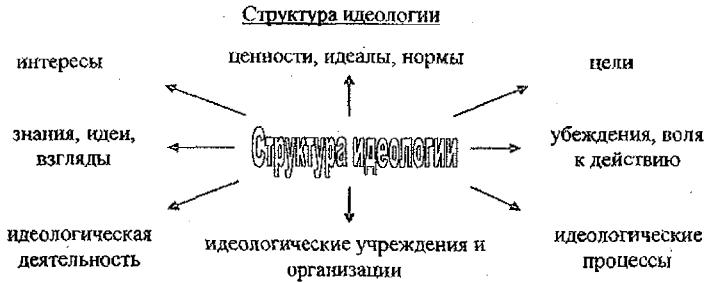 Структура идеологии
интересы
ценности, идеалы, нормы
цели
знания, идеи,
взгляды
Структура идеологии
убеждения, воля
к действию
идеологическая
деятельность
идеологические учреждения и
организации
идеологические
процессы